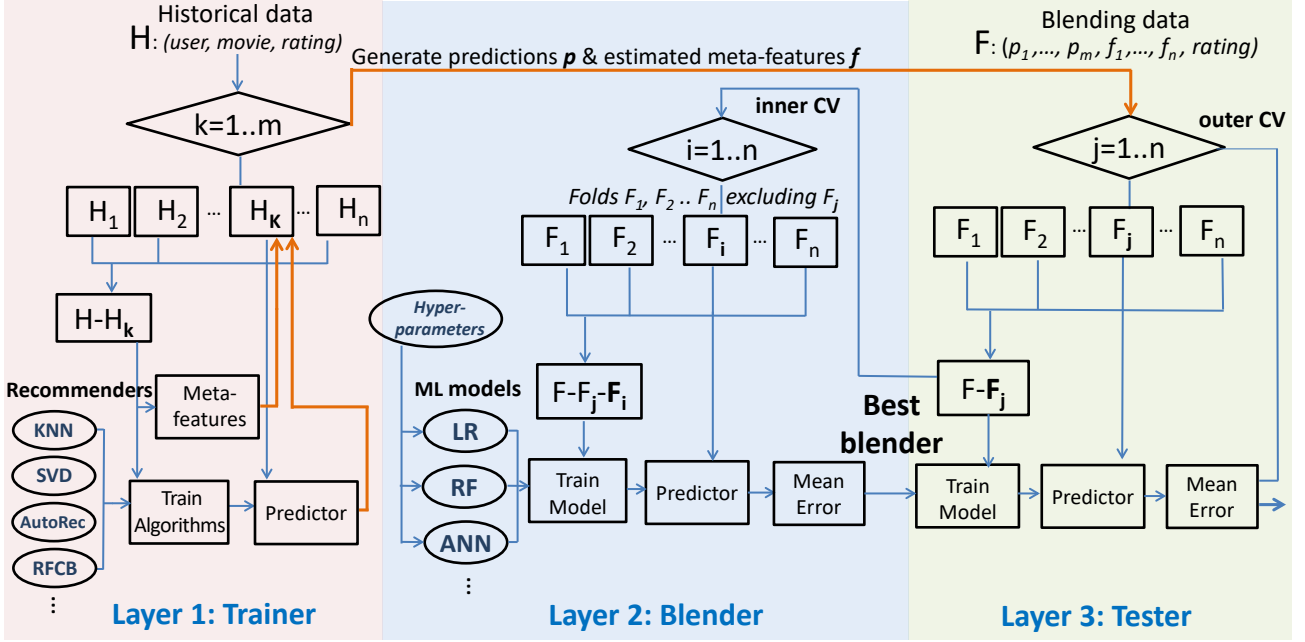 Historical data
H: (user, movie, rating)
k=1..m
H1 H2 ... HK ... Hn
H-Hk
Recommenders
KNN
SVD
AutoRec
RFCB
⋮
Meta-
features
Train
Algorithms
Predictor
Layer 1: Trainer
Generate predictions p & estimated meta-features f
inner CV
i=1..n
Folds F1, F2 .. Fn excluding Fj
F1 F2 ... Fi ... Fn
Hyper-
parameters
F-Fj-Fi
ML models
LR
RF
ANN
⋮
Train
Model
Predictor
Mean
Error
Best
blender
Layer 2: Blender
Blending data
F: (p1,..., pm, f1,..., fn, rating)
outer CV
j=1..n
F1 F2 ... Fj ... Fn
F-Fj
Train
Model
Predictor
Mean
Error
Layer 3: Tester